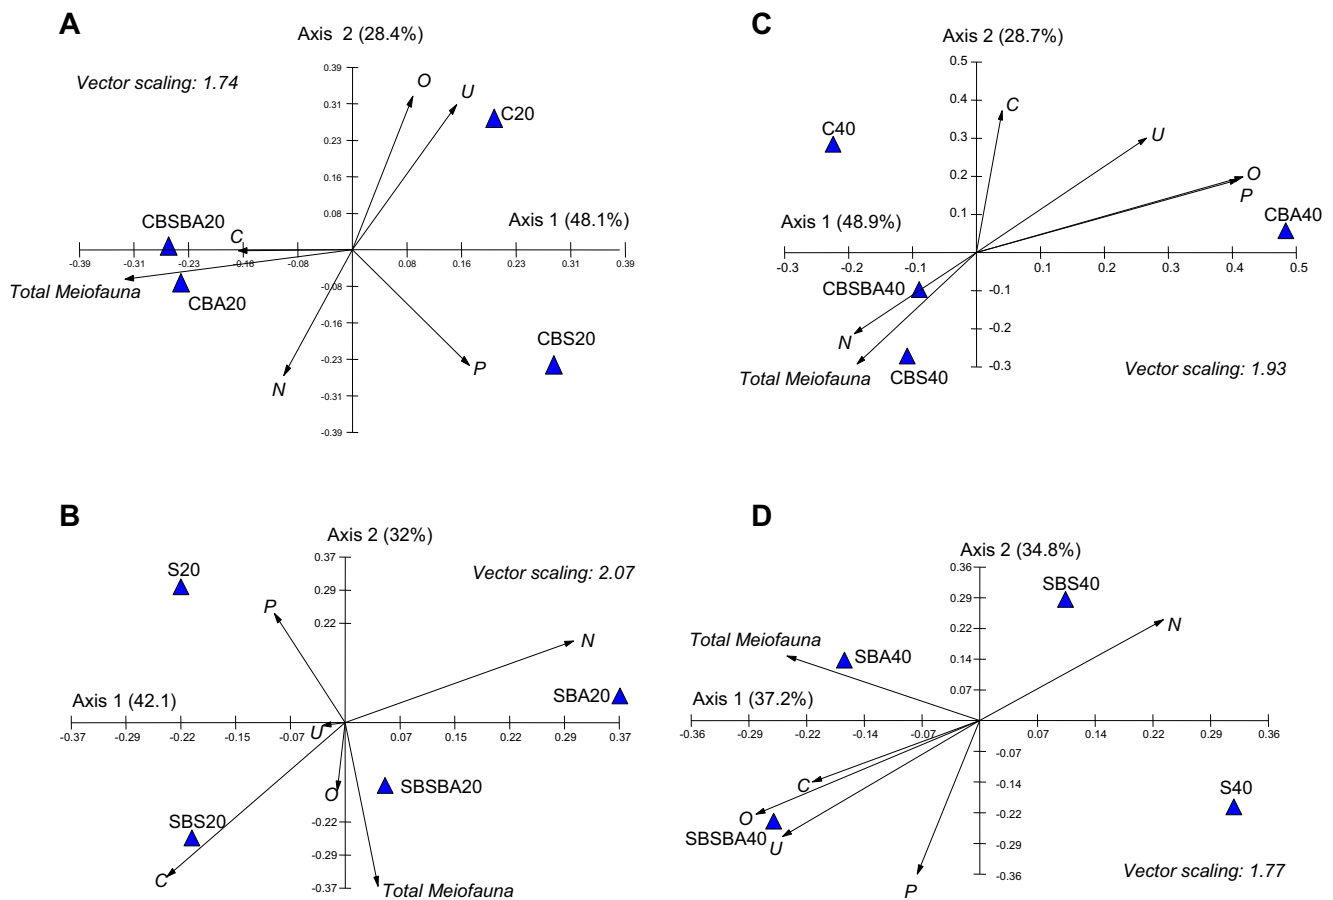 A
Axis 2 (28.4%)
Vector scaling: 1.74
0.39
0.31
0.23
0.16
0.08
O
U
C20
Axis 1 (48.1%)
CBSBA20
C
-0.39
-0.31
-0.23
-0.16
-0.08
0.08
0.16
0.23
0.31
0.39
Total Meiofauna
CBA20
-0.08
-0.16
-0.23
-0.31
-0.39
CBS20
P
N
C
Axis 2 (28.7%)
0.5
0.4
0.3
0.2
0.1
C
U
O
P
C40
CBA40
Axis 1 (48.9%)
-0.3
-0.2
-0.1
0.1
0.2
0.3
0.4
0.5
CBSBA40
-0.1
-0.2
-0.3
N
Total Meiofauna
CBS40
Vector scaling: 1.93
B
Axis 2 (32%)
0.37
0.29
0.22
Vector scaling: 2.07
S20
P
N
SBA20
Axis 1 (42.1)
-0.37
-0.29
-0.22
-0.15
-0.07
0.07
0.15
0.22
0.29
0.37
U
O
SBSBA20
SBS20
-0.22
-0.29
-0.37
C
Total Meiofauna
D
Axis 2 (34.8%)
0.36
0.29
0.22
0.14
0.07
SBS40
N
Total Meiofauna
SBA40
Axis 1 (37.2%)
-0.36
-0.29
-0.22
-0.14
-0.07
0.07
0.14
0.22
0.29
0.36
-0.07
-0.14
-0.22
-0.29
-0.36
C
O
SBSBA40
U
P
S40
Vector scaling: 1.77